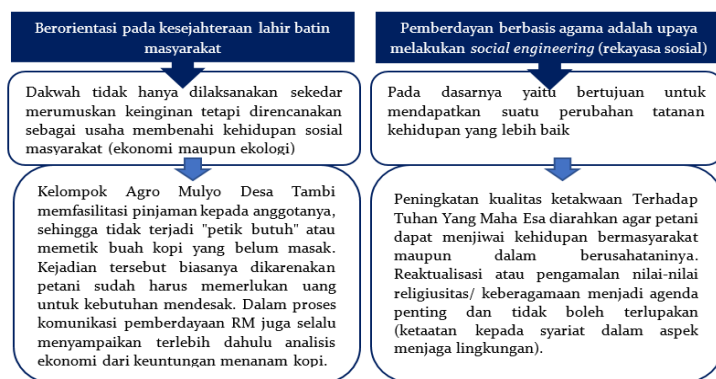 Berorientasi pada kesejahteraan lahir batin
masyarakat
Dakwah tidak hanya dilaksanakan sekedar
merumuskan keinginan tetapi direncanakan
sebagai usaha membenahi kehidupan sosial
masyarakat (ekonomi maupun ekologi)
Kelompok Agro Mulyo Desa Tambi
memfasilitasi pinjaman kepada anggotanya,
sehingga tidak terjadi "petik butuh" atau
memetik buah kopi yang belum masak.
Kejadian tersebut biasanya dikarenakan
petani sudah harus memerlukan uang
untuk kebutuhan mendesak. Dalam proses
komunikasi pemberdayaan RM juga selalu
menyampaikan terlebih dahulu analisis
ekonomi dari keuntungan menanam kopi.
Pemberdayan berbasis agama adalah upaya
melakukan social engineering (rekayasa sosial)
Pada dasarnya yaitu bertujuan untuk
mendapatkan suatu perubahan tatanan
kehidupan yang lebih baik
Peningkatan kualitas ketakwaan Terhadap
Tuhan Yang Maha Esa diarahkan agar petani
dapat menjiwai kehidupan bermasyarakat
maupun dalam berusahataninya.
Reaktualisasi atau pengamalan nilai-nilai
religiusitas/ keberagamaan menjadi agenda
penting dan tidak boleh terlupakan
(ketaatan kepada syariat dalam aspek
menjaga lingkungan).